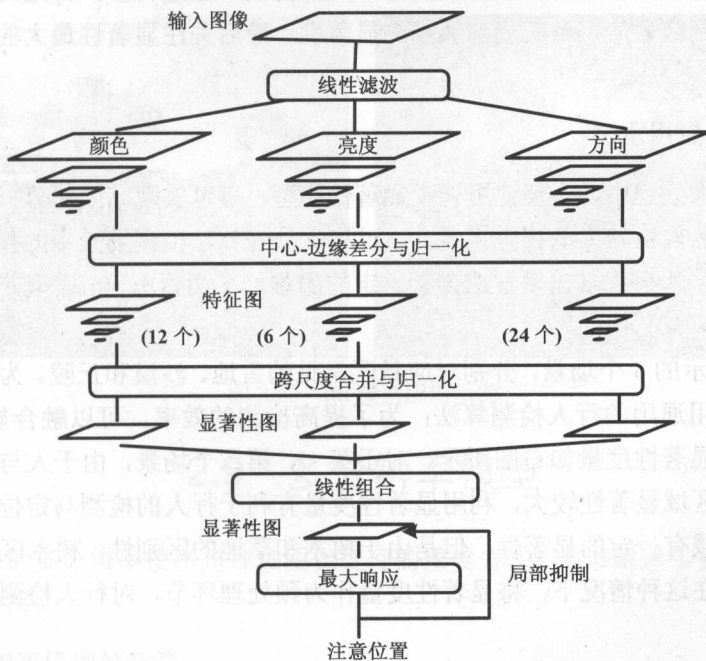 输入图像
线性滤波
颜色
亮度
方向
中心-边缘差分与归一化
特征图
(12 个)
(6 个)
(24 个)
跨尺度合并与归一化
显著性图
线性组合
显著性图
最大响应
局部抑制
注意位置